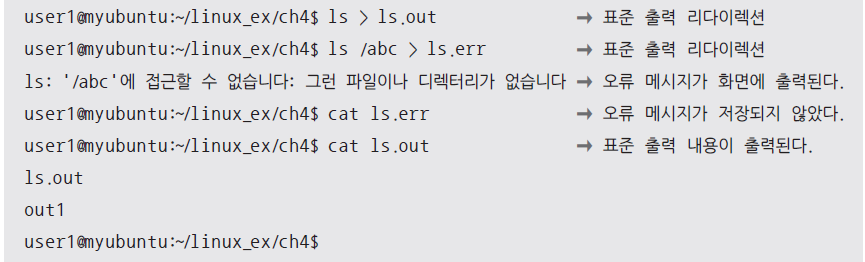 user1@myubuntu:~/linux_ex/ch4$ ls > ls.out → 표준 출력 리다이렉션
user1@myubuntu:~/linux_ex/ch4$ ls /abc > ls.err → 표준 출력 리다이렉션
ls: '/abc'에 접근할 수 없습니다: 그런 파일이나 디렉터리가 없습니다 → 오류 메시지가 화면에 출력된다.
user1@myubuntu:~/linux_ex/ch4$ cat ls.err → 오류 메시지가 저장되지 않았다.
user1@myubuntu:~/linux_ex/ch4$ cat ls.out → 표준 출력 내용이 출력된다.
ls.out
out1
user1@myubuntu:~/linux_ex/ch4$